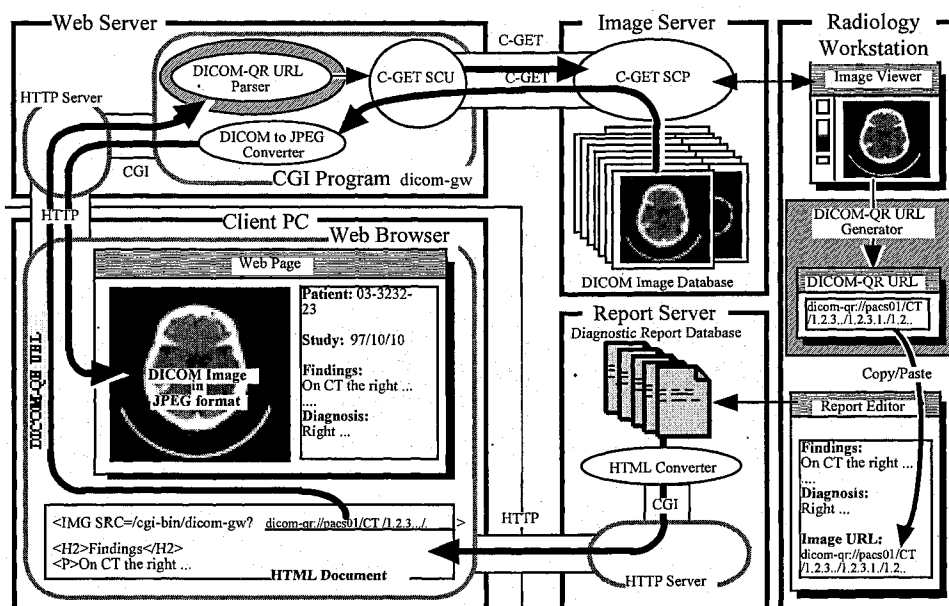 Web Server
HTTP Server
DICOM-QR URL
Parser
C-GET SCU
DICOM to JPEG
Converter
CGI
CGI Program dicom-gw
C-GET
C-GET
Image Server
C-GET SCP
DICOM Image Database
Radiology
Workstation
Image Viewer
DICOM-QR URL
Generator
DICOM-QR URL
dicom-qr://pacs01/CT
/1.2.3../1.2.3.1./1.2..
Copy/Paste
Report Editor
Findings:
On CT the right ...
....
Diagnosis:
Right ...
Image URL:
dicom-qr://pacs01/CT
/1.2.3../1.2.3.1./1.2..
HTTP
Client PC
Web Browser
Web Page
DICOM Image
in
JPEG format
Patient: 03-3232-
23
Study: 97/10/10
Findings:
On CT the right ...
....
Diagnosis:
Right ...
DICOM-QR URL
<IMG SRC=/cgi-bin/dicom-gw? dicom-qr://pacs01/CT /1.2.3.../. >
<H2>Findings</H2>
<P>On CT the right ...
HTML Document
HTTP
Report Server
Diagnostic Report Database
HTML Converter
CGI
HTTP Server